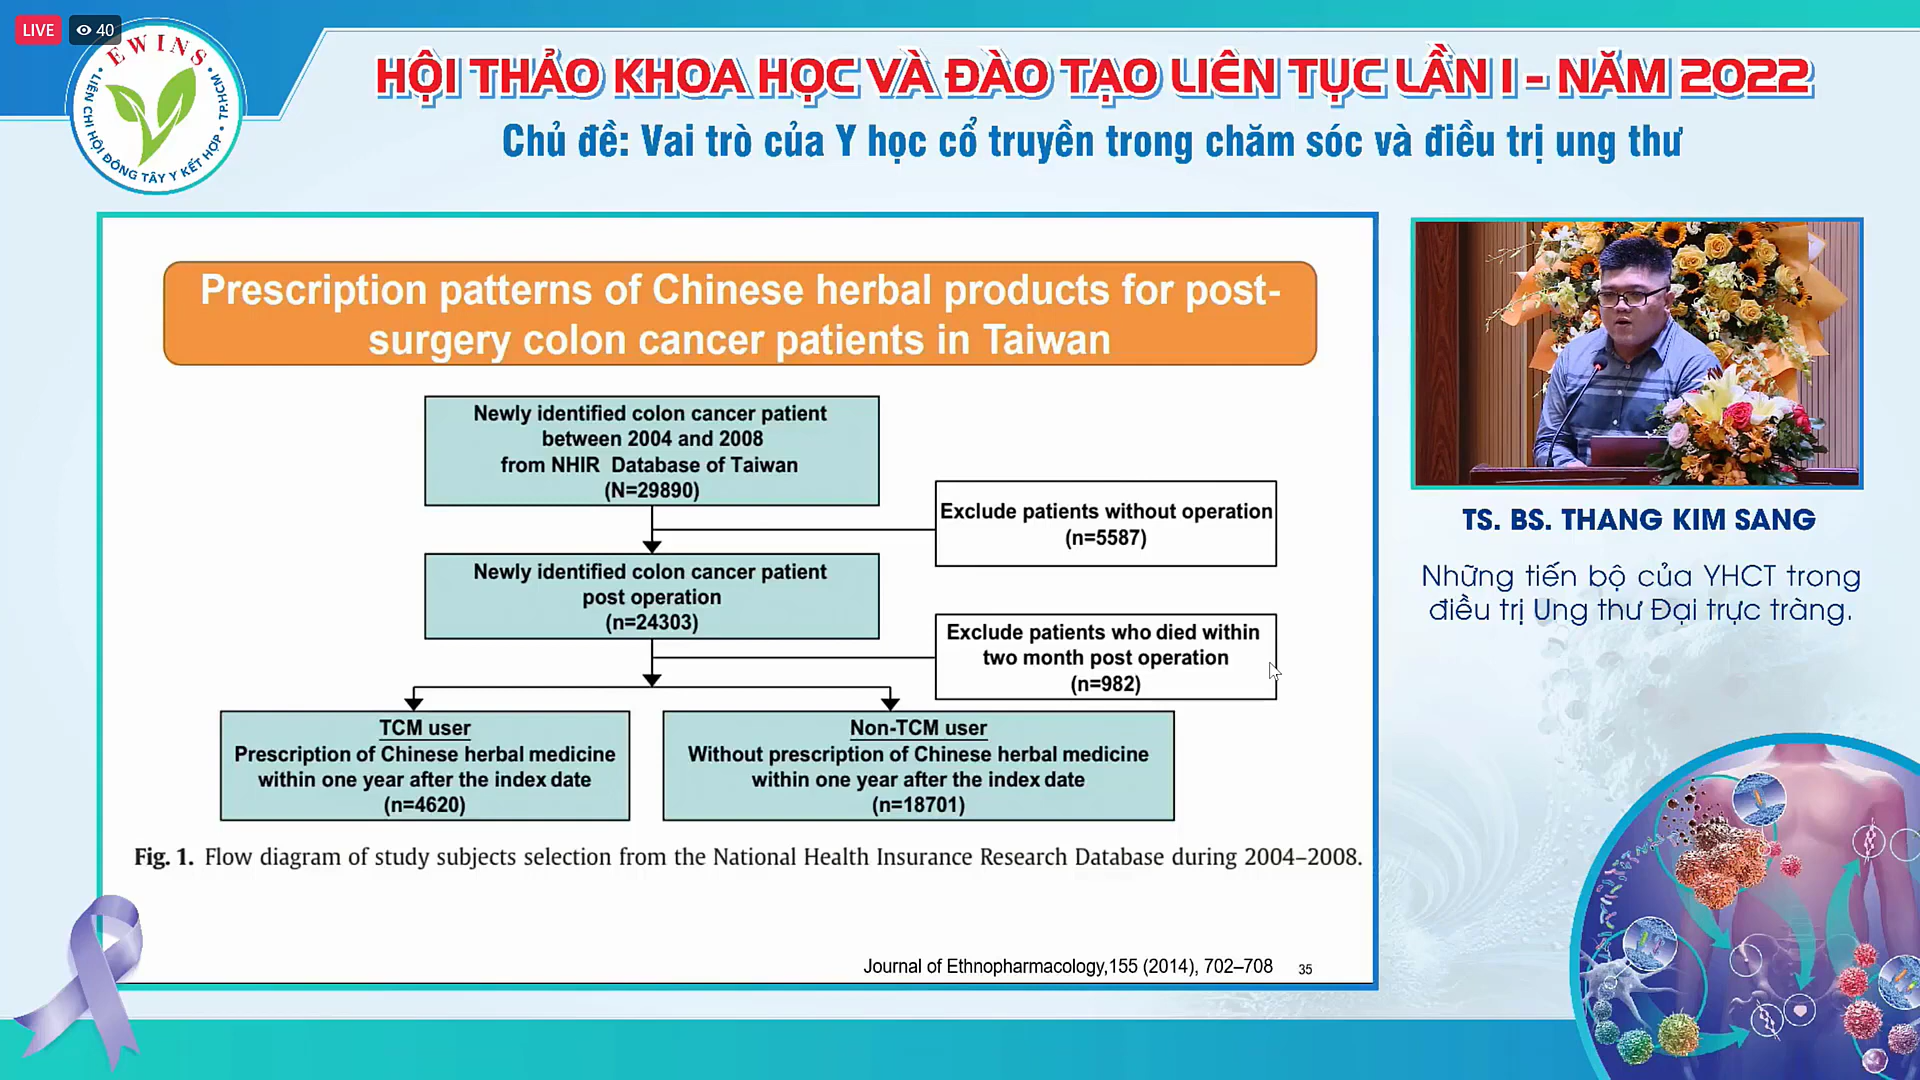 LIVE
40
EWINS
LIÊN CHI HỘI ĐÔNG TÂY Y KẾT HỢP • TP.HCM
HỘI THẢO KHOA HỌC VÀ ĐÀO TẠO LIÊN TỤC LẦN I - NĂM 2022
Chủ đề: Vai trò của Y học cổ truyền trong chăm sóc và điều trị ung thư
Prescription patterns of Chinese herbal products for post-
surgery colon cancer patients in Taiwan
Newly identified colon cancer patient
between 2004 and 2008
from NHIR Database of Taiwan
(N=29890)
Exclude patients without operation
(n=5587)
Newly identified colon cancer patient
post operation
(n=24303)
Exclude patients who died within
two month post operation
(n=982)
TCM user
Prescription of Chinese herbal medicine
within one year after the index date
(n=4620)
Non-TCM user
Without prescription of Chinese herbal medicine
within one year after the index date
(n=18701)
Fig. 1. Flow diagram of study subjects selection from the National Health Insurance Research Database during 2004–2008.
Journal of Ethnopharmacology,155 (2014), 702–708
35
TS. BS. THANG KIM SANG
Những tiến bộ của YHCT trong
điều trị Ung thư Đại trực tràng.